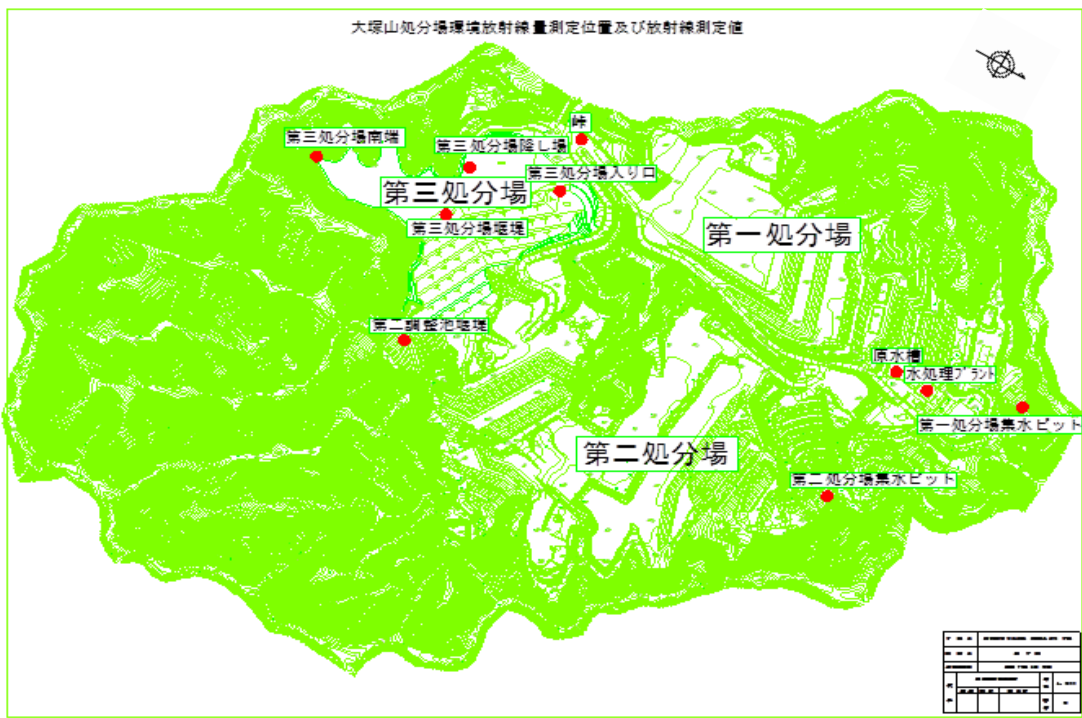 大塚山処分場環境放射線量測定位置及び放射線測定値
峠
第三処分場南端
第三処分場降し場
第三処分場入り口
第三処分場
第三処分場堰堤
第一処分場
第二調整池堰堤
原水槽
水処理プラント
第一処分場集水ピット
第二処分場
第二処分場集水ピット